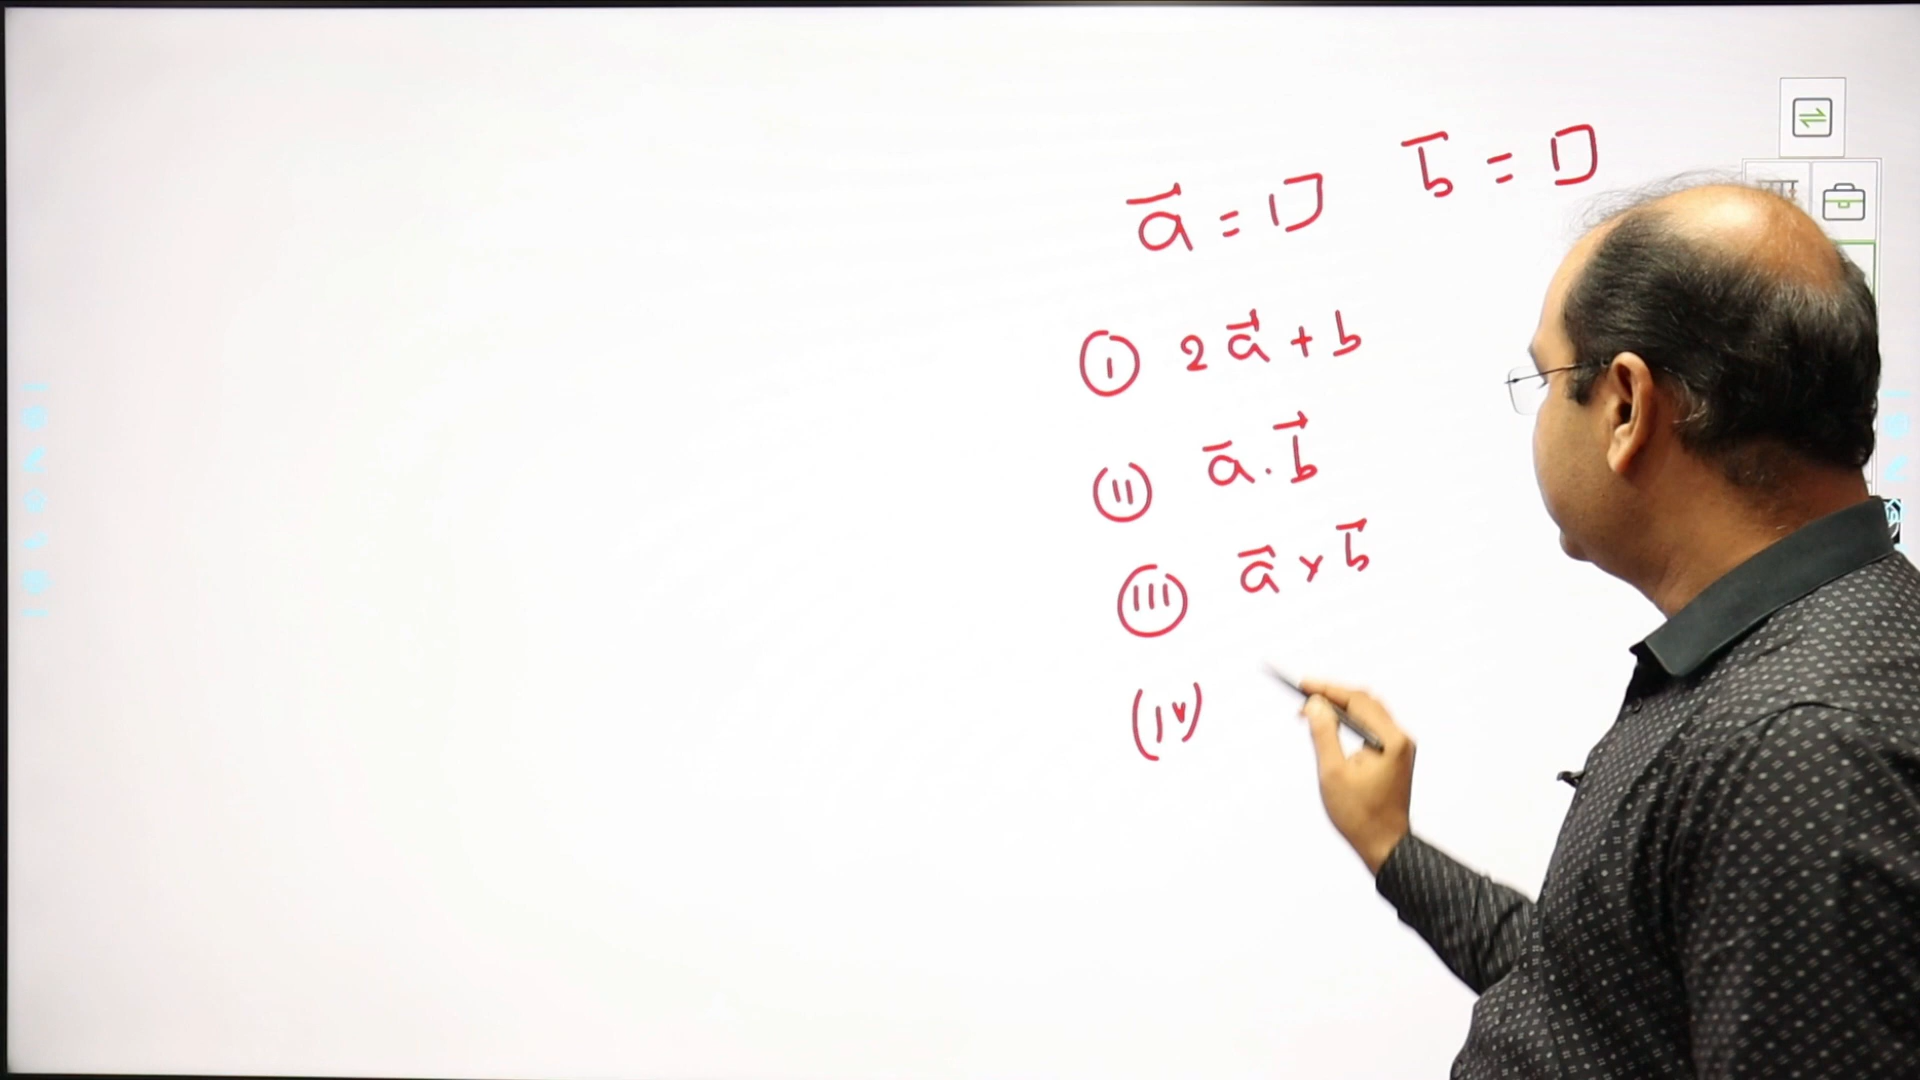 a⃗ = □ b̅ = □
(i) 2a⃗ + b
(ii) a̅ . b⃗
(iii) a̅ × b⃗
(iv)